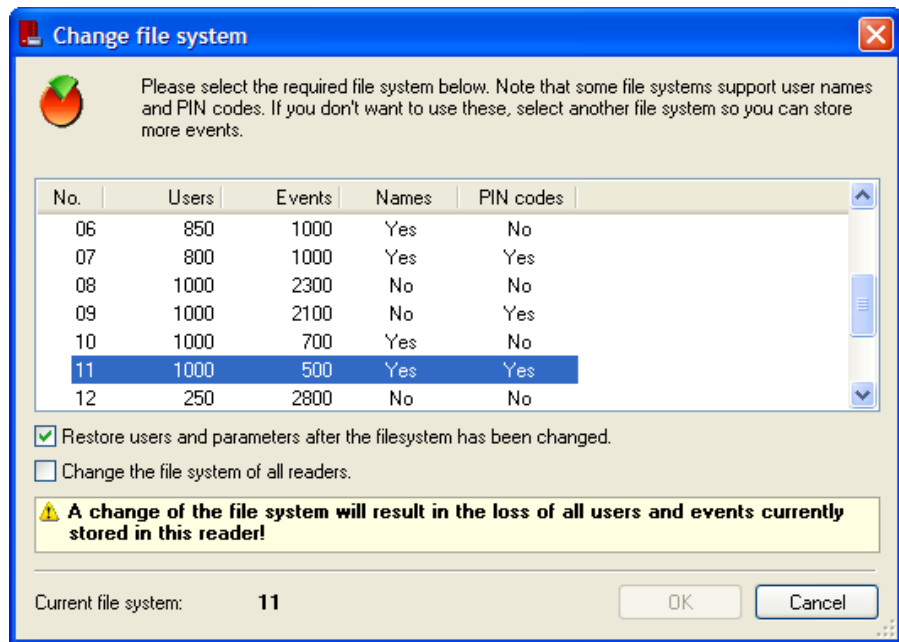 Change file system
Please select the required file system below. Note that some file systems support user names
and PIN codes. If you don't want to use these, select another file system so you can store
more events.
No. Users Events Names PIN codes
06 850 1000 Yes No
07 800 1000 Yes Yes
08 1000 2300 No No
09 1000 2100 No Yes
10 1000 700 Yes No
11 1000 500 Yes Yes
12 250 2800 No No
Restore users and parameters after the filesystem has been changed.
Change the file system of all readers.
A change of the file system will result in the loss of all users and events currently
stored in this reader!
Current file system: 11 OK Cancel